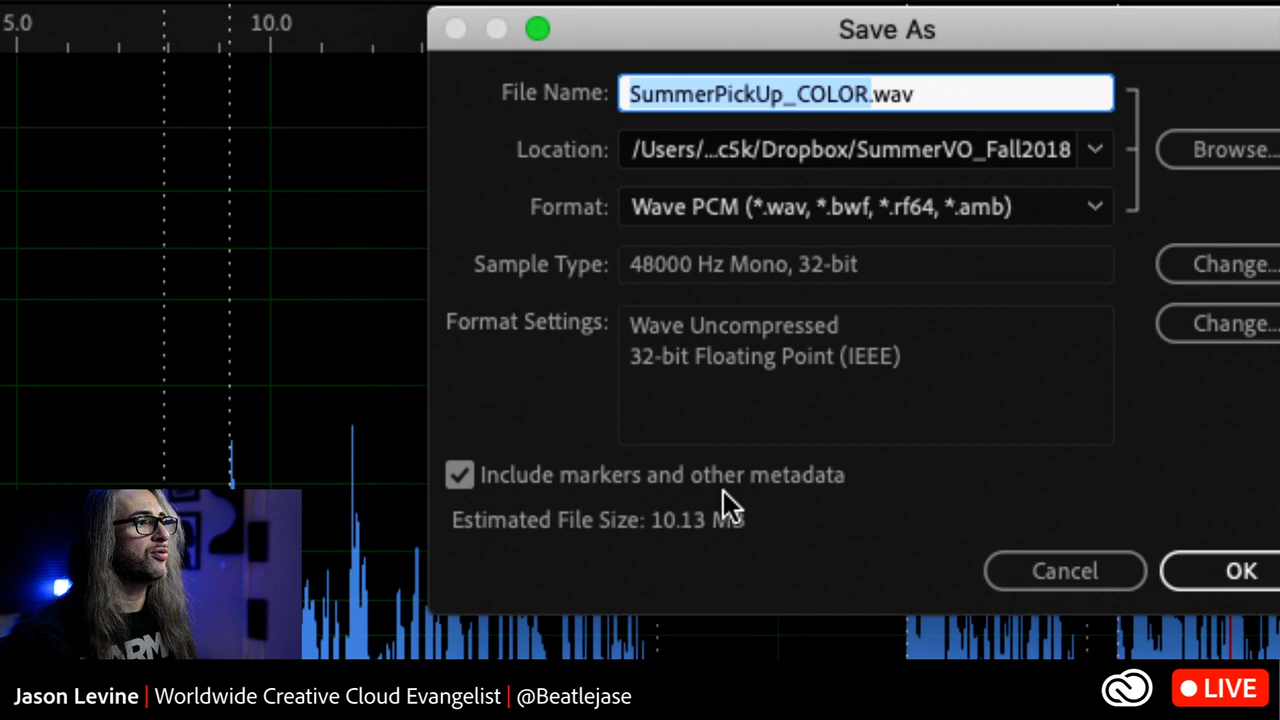 5.0
10.0
Save As
File Name: SummerPickUp_COLOR.wav
Location: /Users/...c5k/Dropbox/SummerVO_Fall2018
Browse...
Format: Wave PCM (*.wav, *.bwf, *.rf64, *.amb)
Sample Type: 48000 Hz Mono, 32-bit
Change...
Format Settings: Wave Uncompressed
32-bit Floating Point (IEEE)
Change...
Include markers and other metadata
Estimated File Size: 10.13 MB
Cancel
OK
ARM
Jason Levine | Worldwide Creative Cloud Evangelist | @Beatlejase
LIVE